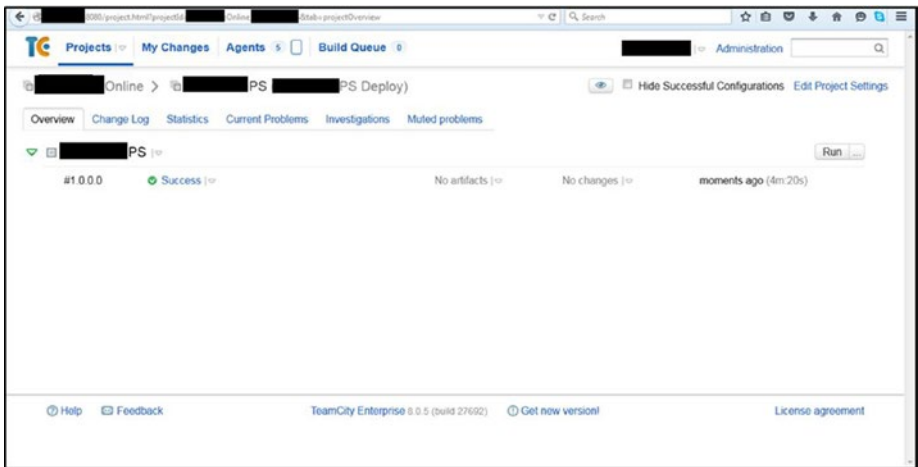 8080/project.html?projectId= Online &tab=projectOverview Search
TC Projects My Changes Agents 5 Build Queue 0 Administration
Online > PS ( PS Deploy) Hide Successful Configurations Edit Project Settings
Overview Change Log Statistics Current Problems Investigations Muted problems
PS Run ...
#1.0.0.0 Success No artifacts No changes moments ago (4m:20s)
Help Feedback TeamCity Enterprise 8.0.5 (build 27692) Get new version! License agreement